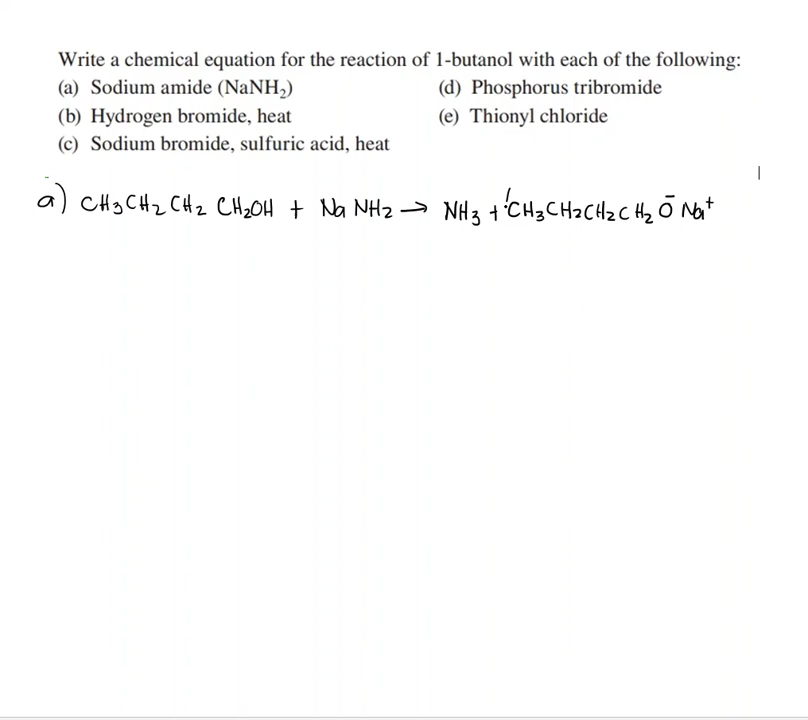 Write a chemical equation for the reaction of 1-butanol with each of the following:
(a) Sodium amide (NaNH₂) (d) Phosphorus tribromide
(b) Hydrogen bromide, heat (e) Thionyl chloride
(c) Sodium bromide, sulfuric acid, heat
a) CH₃CH₂CH₂CH₂OH + NaNH₂ → NH₃ + CH₃CH₂CH₂CH₂O⁻ Na⁺